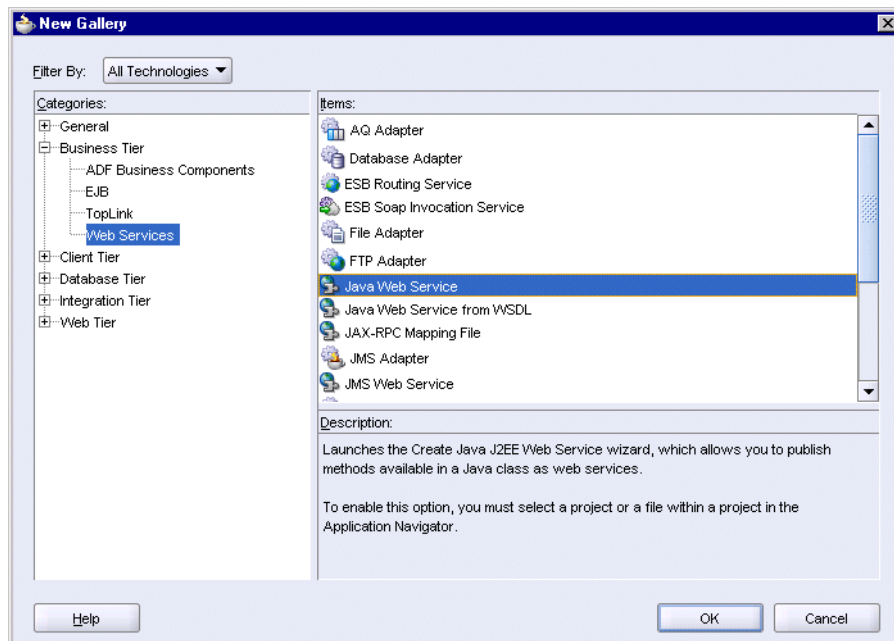 New Gallery
Filter By: All Technologies
Categories:
General
Business Tier
ADF Business Components
EJB
TopLink
Web Services
Client Tier
Database Tier
Integration Tier
Web Tier
Items:
AQ Adapter
Database Adapter
ESB Routing Service
ESB Soap Invocation Service
File Adapter
FTP Adapter
Java Web Service
Java Web Service from WSDL
JAX-RPC Mapping File
JMS Adapter
JMS Web Service
Description:
Launches the Create Java J2EE Web Service wizard, which allows you to publish
methods available in a Java class as web services.
To enable this option, you must select a project or a file within a project in the
Application Navigator.
Help OK Cancel